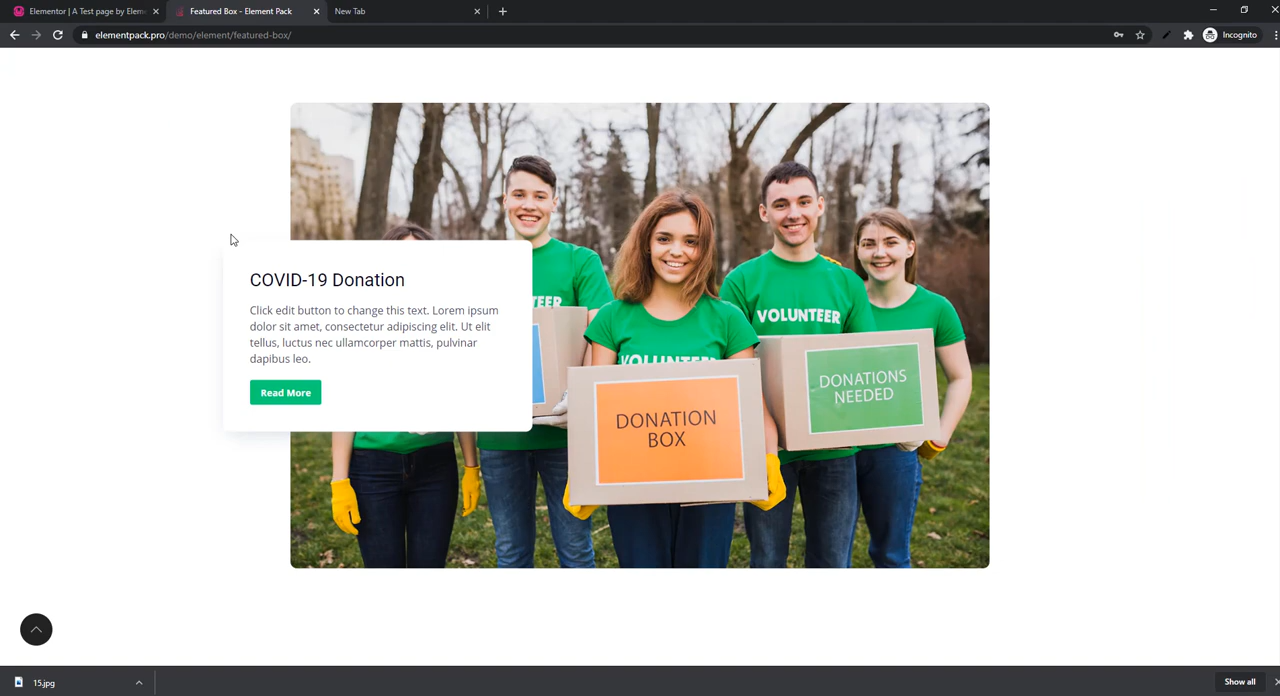 Elementor | A Test page by Elem
Featured Box - Element Pack
New Tab
elementpack.pro/demo/element/featured-box/
Incognito
COVID-19 Donation
Click edit button to change this text. Lorem ipsum
dolor sit amet, consectetur adipiscing elit. Ut elit
tellus, luctus nec ullamcorper mattis, pulvinar
dapibus leo.
Read More
VOLUNTEER
VOLUNTEER
DONATION
BOX
DONATIONS
NEEDED
15.jpg
Show all